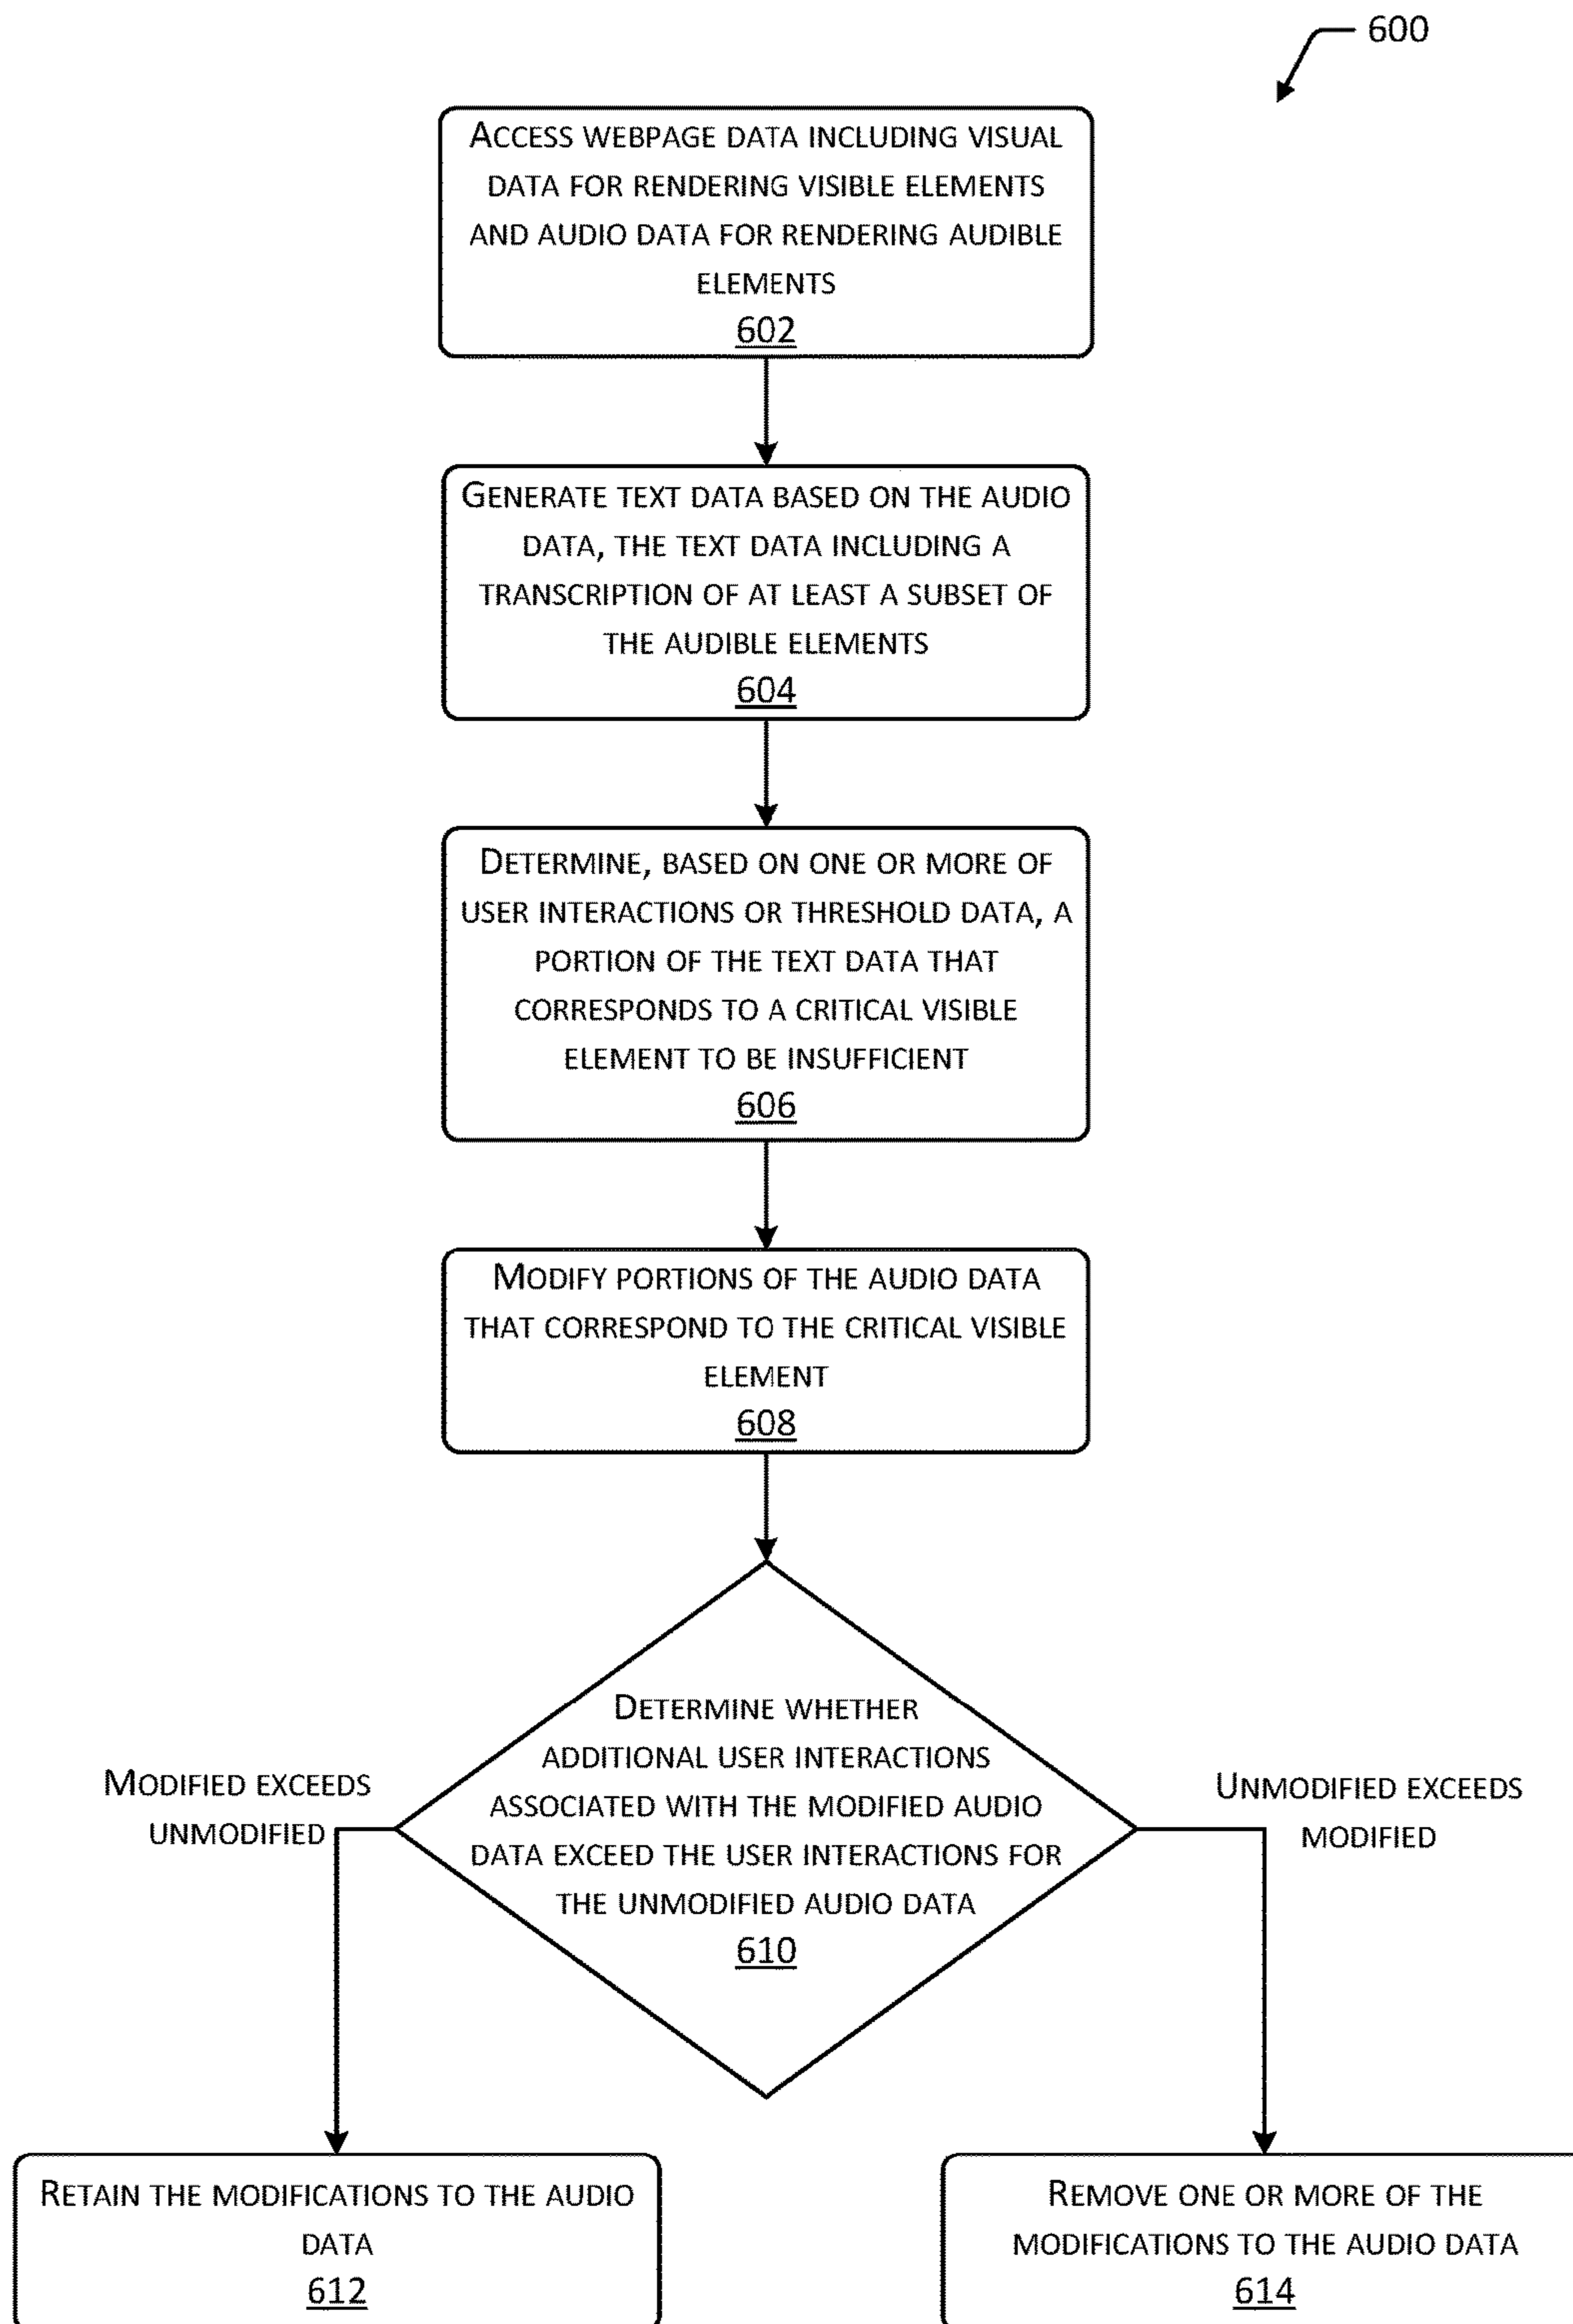 600
ACCESS WEBPAGE DATA INCLUDING VISUAL
DATA FOR RENDERING VISIBLE ELEMENTS
AND AUDIO DATA FOR RENDERING AUDIBLE
ELEMENTS
602
GENERATE TEXT DATA BASED ON THE AUDIO
DATA, THE TEXT DATA INCLUDING A
TRANSCRIPTION OF AT LEAST A SUBSET OF
THE AUDIBLE ELEMENTS
604
DETERMINE, BASED ON ONE OR MORE OF
USER INTERACTIONS OR THRESHOLD DATA, A
PORTION OF THE TEXT DATA THAT
CORRESPONDS TO A CRITICAL VISIBLE
ELEMENT TO BE INSUFFICIENT
606
MODIFY PORTIONS OF THE AUDIO DATA
THAT CORRESPOND TO THE CRITICAL VISIBLE
ELEMENT
608
DETERMINE WHETHER
ADDITIONAL USER INTERACTIONS
ASSOCIATED WITH THE MODIFIED AUDIO
DATA EXCEED THE USER INTERACTIONS FOR
THE UNMODIFIED AUDIO DATA
610
MODIFIED EXCEEDS
UNMODIFIED
UNMODIFIED EXCEEDS
MODIFIED
RETAIN THE MODIFICATIONS TO THE AUDIO
DATA
612
REMOVE ONE OR MORE OF THE
MODIFICATIONS TO THE AUDIO DATA
614